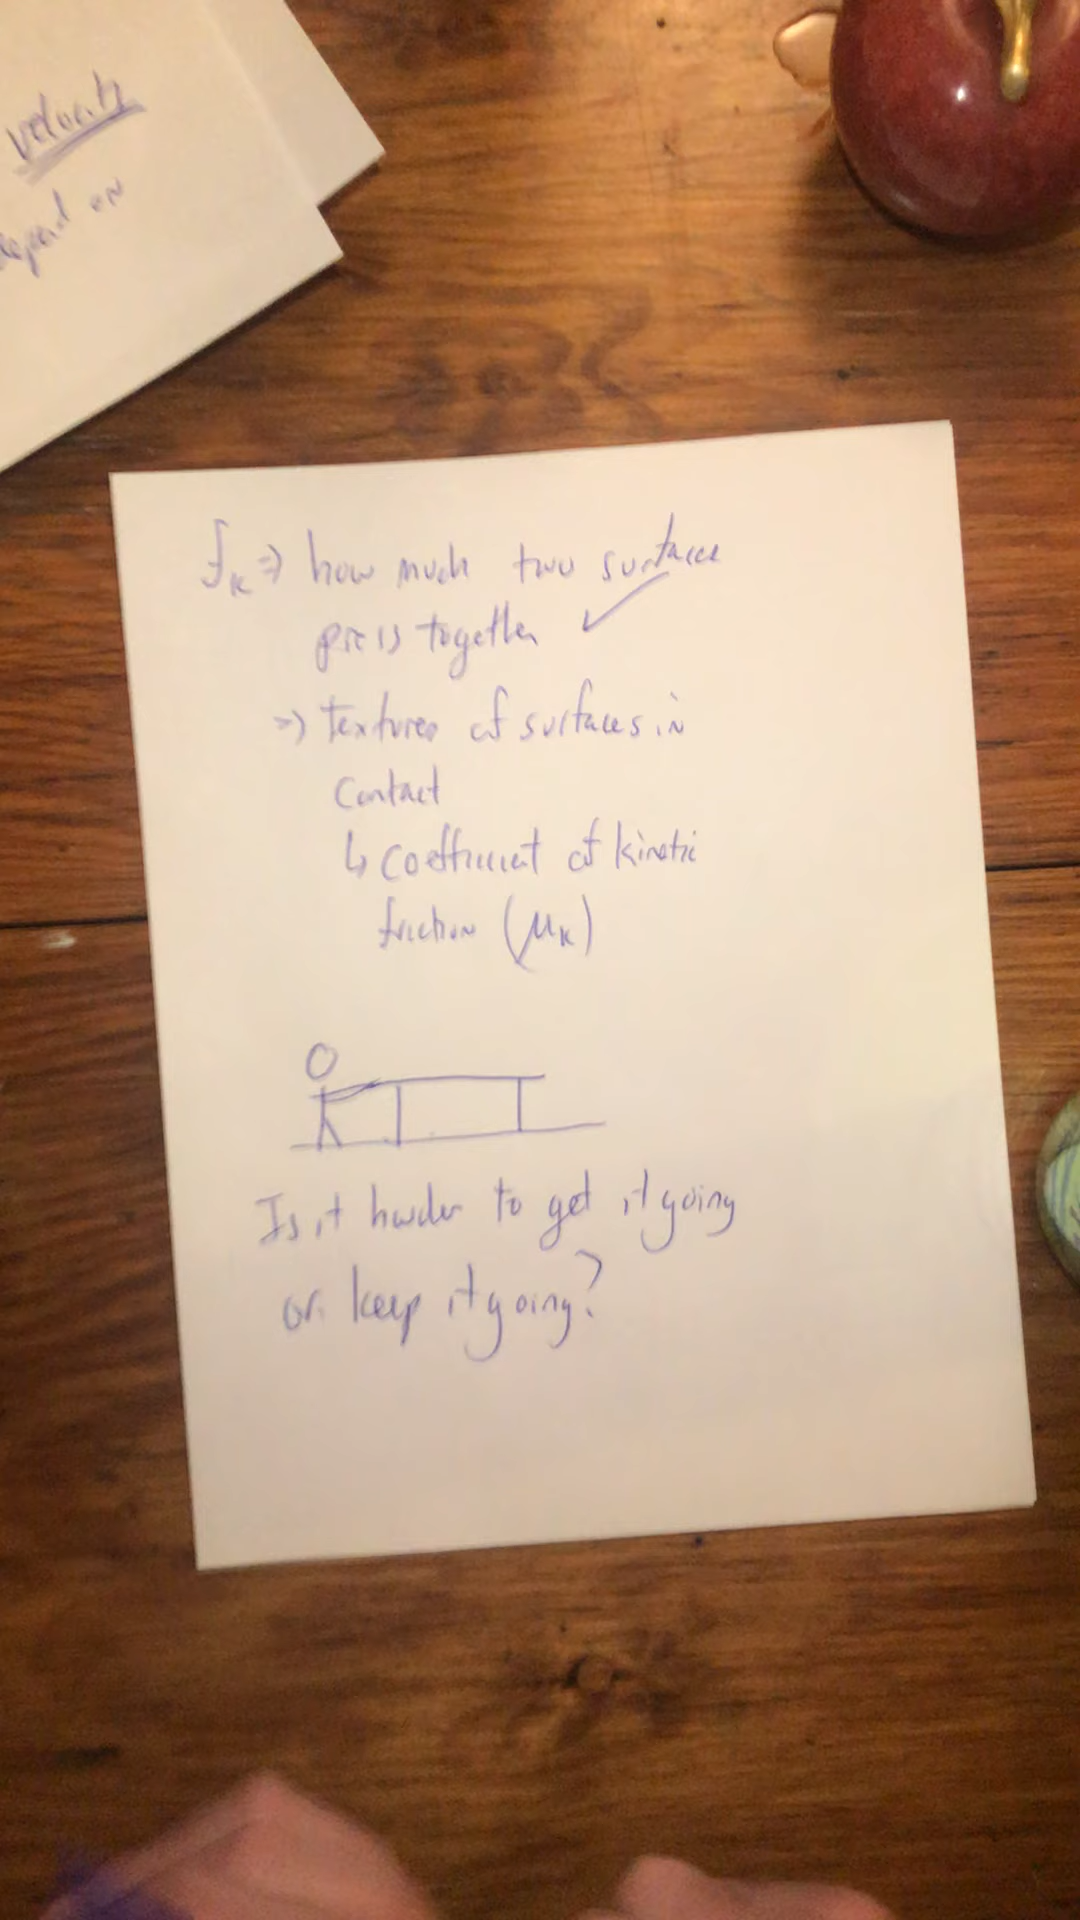 velocity
depend on
fk => how much two surfaces
press together ✓
=> textures of surfaces in
Contact
↳ coefficient of kinetic
friction (μk)
Is it harder to get it going
or keep it going?